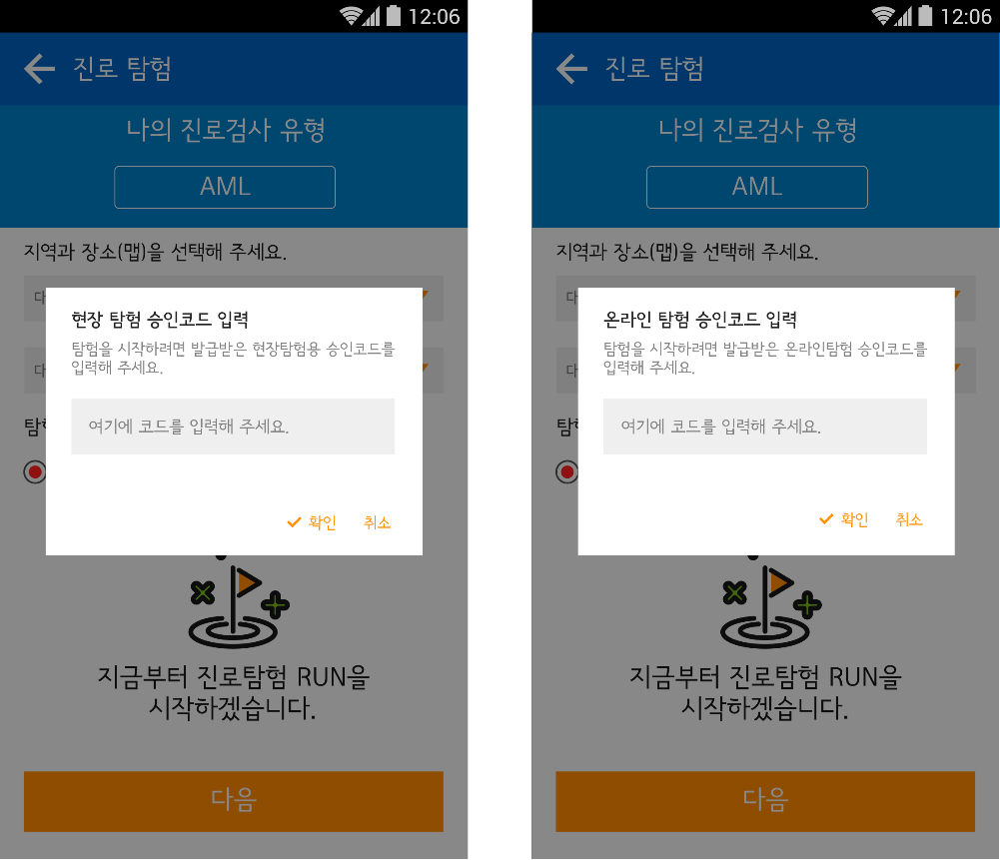 12:06
진로 탐험
나의 진로검사 유형
AML
지역과 장소(맵)을 선택해 주세요.
현장 탐험 승인코드 입력
탐험을 시작하려면 발급받은 현장탐험용 승인코드를
입력해 주세요.
여기에 코드를 입력해 주세요.
확인 취소
지금부터 진로탐험 RUN을
시작하겠습니다.
다음
12:06
진로 탐험
나의 진로검사 유형
AML
지역과 장소(맵)을 선택해 주세요.
온라인 탐험 승인코드 입력
탐험을 시작하려면 발급받은 온라인탐험 승인코드를
입력해 주세요.
여기에 코드를 입력해 주세요.
확인 취소
지금부터 진로탐험 RUN을
시작하겠습니다.
다음